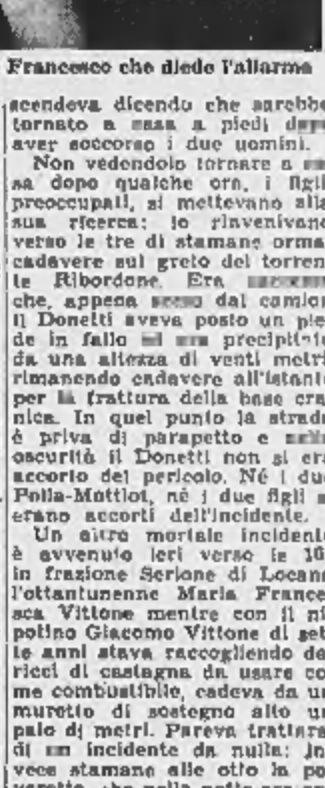 Francesco che diede l'allarme
scendeva dicendo che sarebbe
tornato a casa a piedi dopo
aver soccorso i due uomini.
Non vedendolo tornare a ca
sa dopo qualche ora, i figli
preoccupati, si mettevano alla
sua ricerca; lo rinvenivano
verso le tre di stamane ormai
cadavere sul greto del torren
te Ribordone. Era
che, appena sceso dal camion
il Donetti aveva posto un pie
de in fallo ed era precipitato
da una altezza di venti metri
rimanendo cadavere all'istante
per la frattura della base cra
nica. In quel punto la strada
è priva di parapetto e nella
oscurità il Donetti non si era
accorto del pericolo. Né i due
Polla-Mattiot, né i due figli s
erano accorti dell'incidente.
Un altro mortale incidente
è avvenuto ieri verso le 16
in frazione Serione di Locana
l'ottantunenne Maria France
sca Vittone mentre con il ni
potino Giacomo Vittone di set
te anni stava raccogliendo dei
ricci di castagna da usare co
me combustibile, cadeva da un
muretto di sostegno alto un
paio di metri. Pareva trattarsi
di un incidente da nulla; in
vece stamane alle otto la po